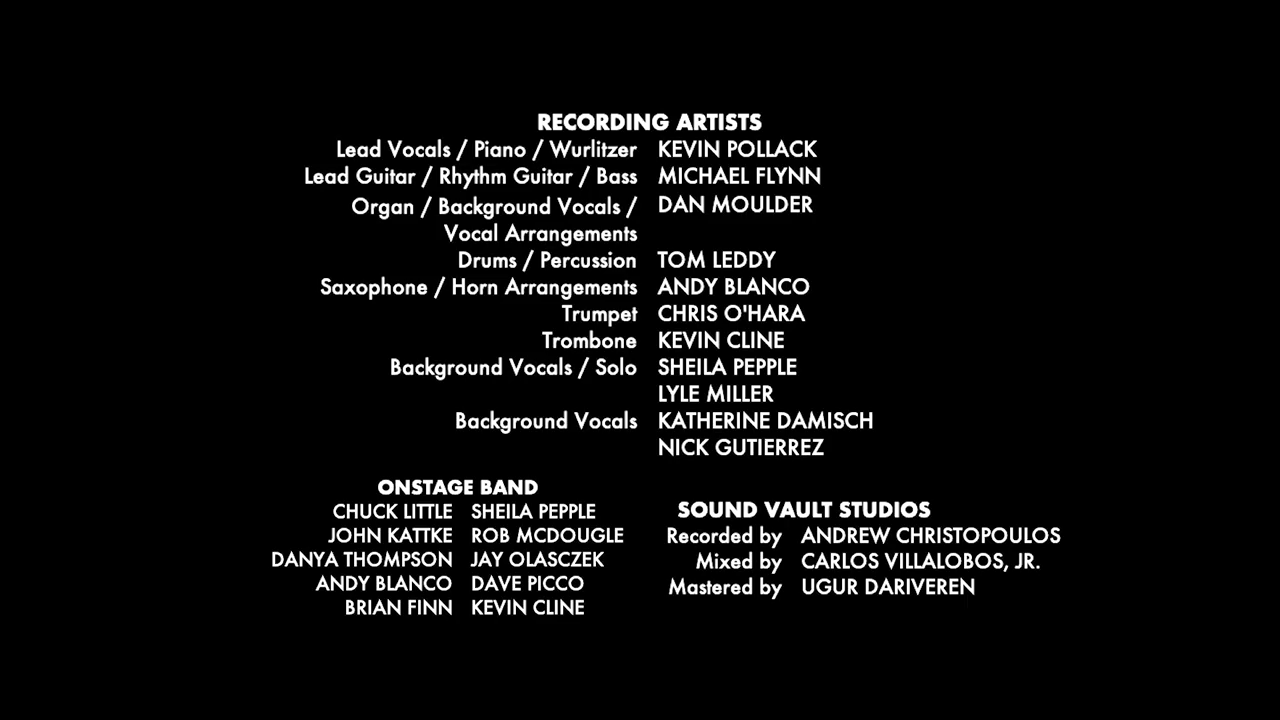 RECORDING ARTISTS
Lead Vocals / Piano / Wurlitzer KEVIN POLLACK
Lead Guitar / Rhythm Guitar / Bass MICHAEL FLYNN
Organ / Background Vocals / DAN MOULDER
Vocal Arrangements
Drums / Percussion TOM LEDDY
Saxophone / Horn Arrangements ANDY BLANCO
Trumpet CHRIS O'HARA
Trombone KEVIN CLINE
Background Vocals / Solo SHEILA PEPPLE
LYLE MILLER
Background Vocals KATHERINE DAMISCH
NICK GUTIERREZ
ONSTAGE BAND
CHUCK LITTLE SHEILA PEPPLE
JOHN KATTKE ROB MCDOUGLE
DANYA THOMPSON JAY OLASCZEK
ANDY BLANCO DAVE PICCO
BRIAN FINN KEVIN CLINE
SOUND VAULT STUDIOS
Recorded by ANDREW CHRISTOPOULOS
Mixed by CARLOS VILLALOBOS, JR.
Mastered by UGUR DARIVEREN